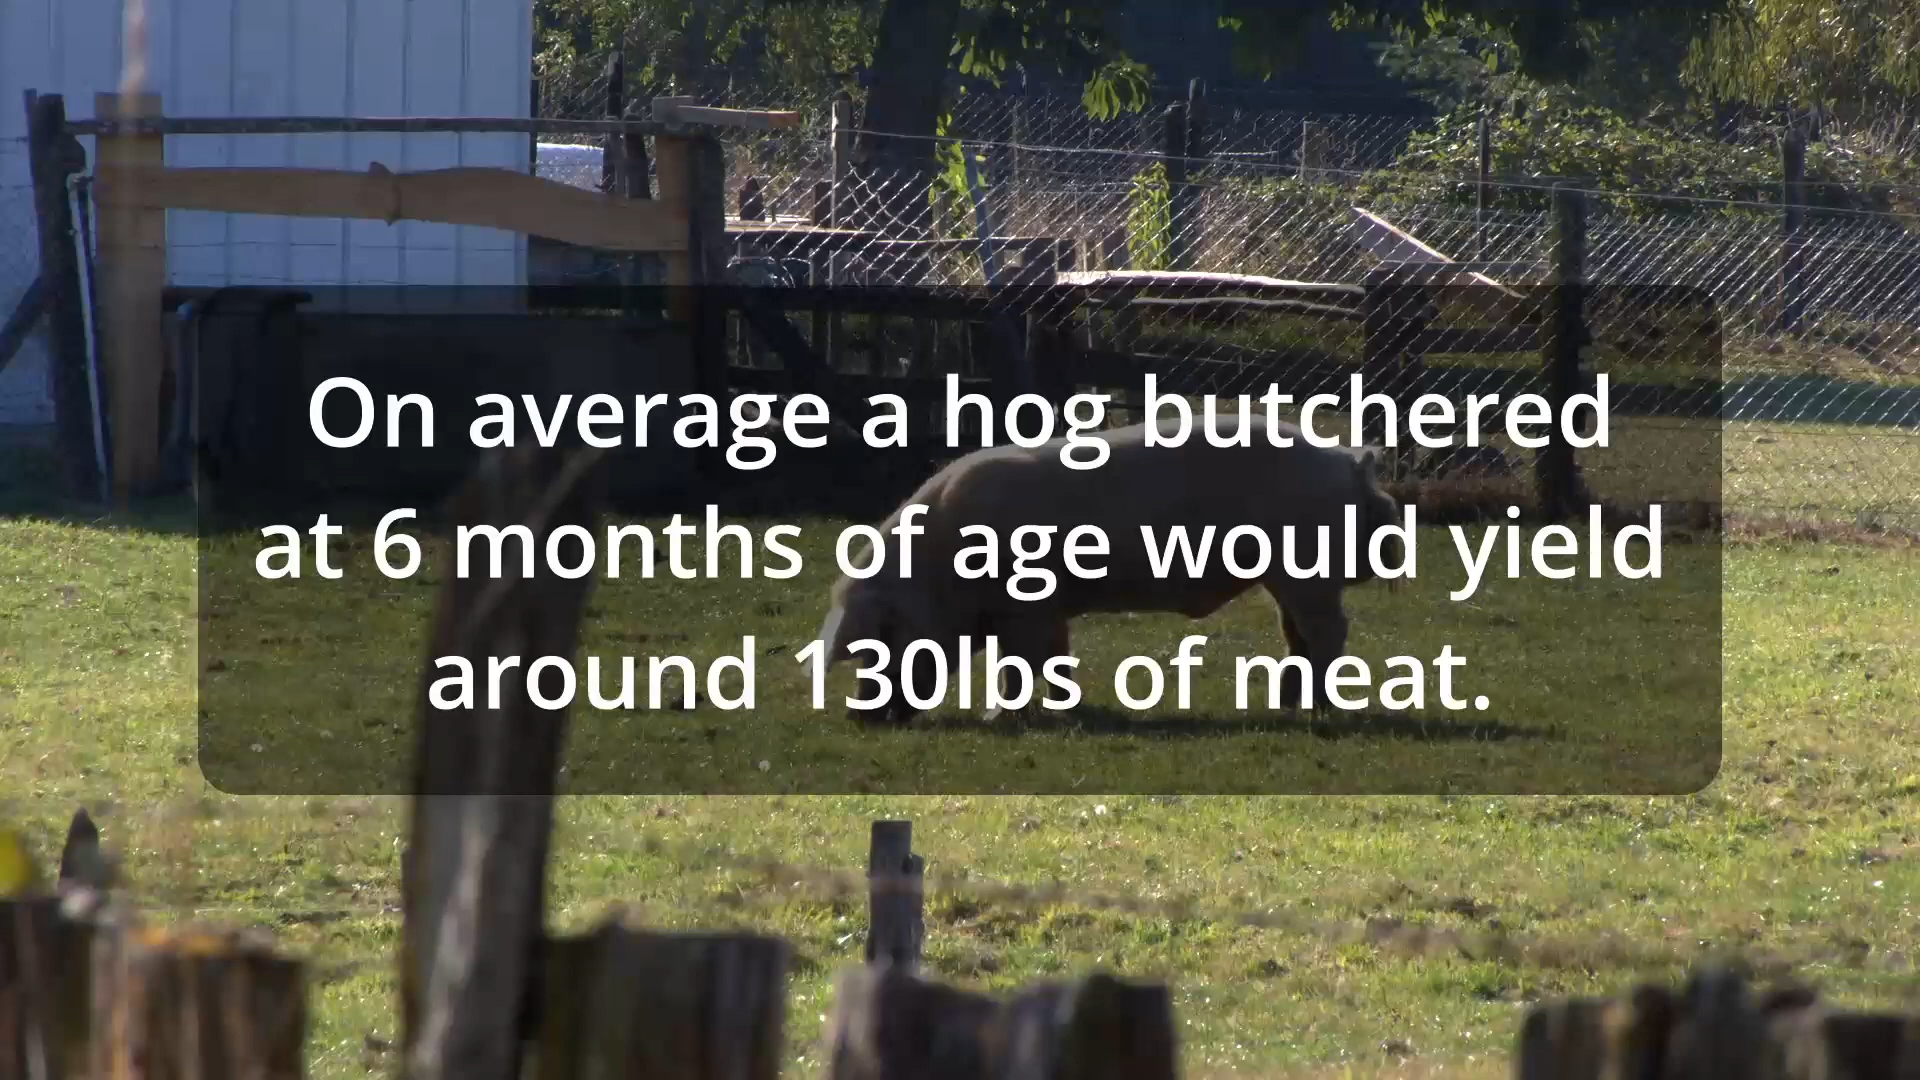 On average a hog butchered
at 6 months of age would yield
around 130lbs of meat.